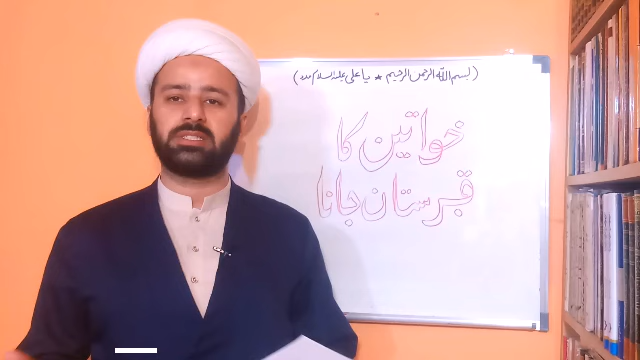 (بسم اللہ الرحمن الرحیم ★ یا علی علیہ السلام مدد)
خواتین کا
قبرستان جانا